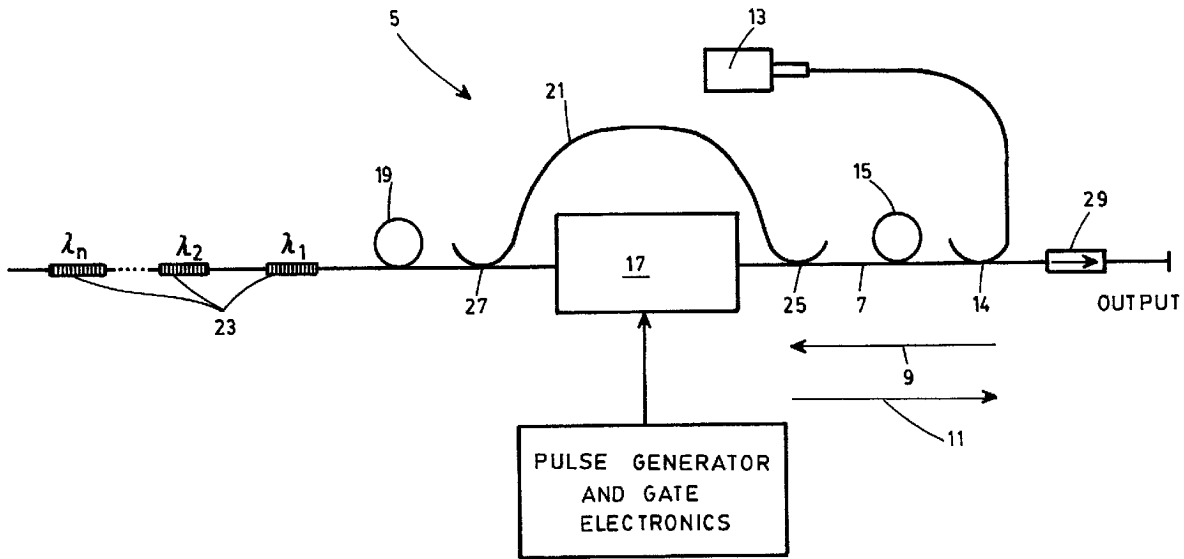 5
13
21
19
15
29
λn
λ2
λ1
17
23
27
25
7
14
OUTPUT
9
11
PULSE GENERATOR
AND GATE
ELECTRONICS